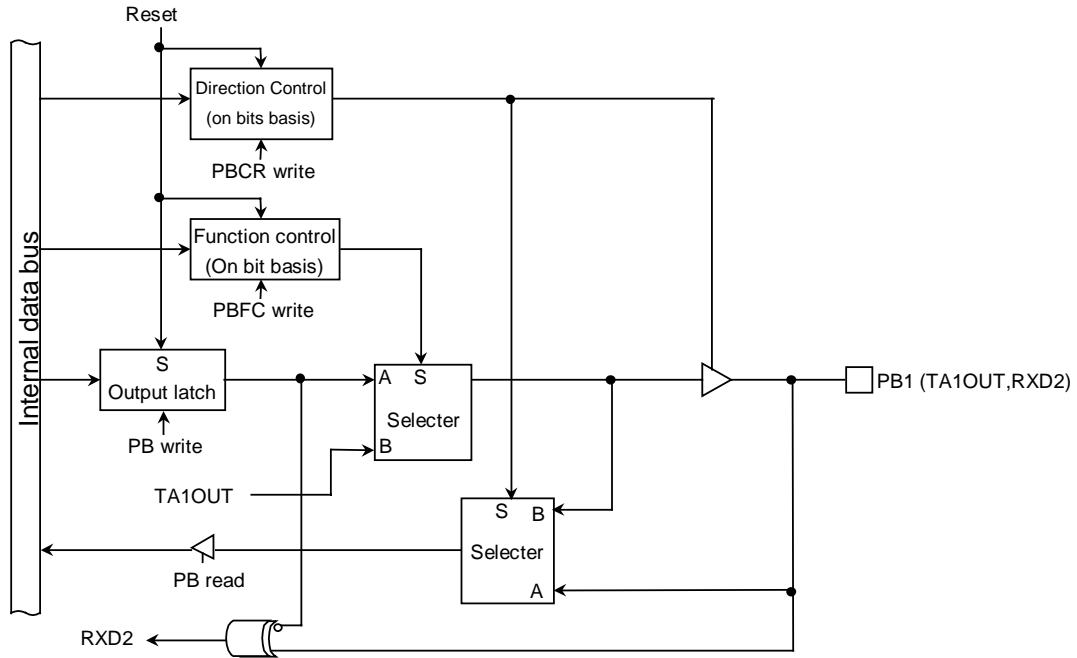 Reset
Direction Control
(on bits basis)
PBCR write
Internal data bus
Function control
(On bit basis)
PBFC write
S
Output latch
PB write
A
S
Selecter
B
TA1OUT
PB1 (TA1OUT,RXD2)
S
B
Selecter
A
PB read
RXD2